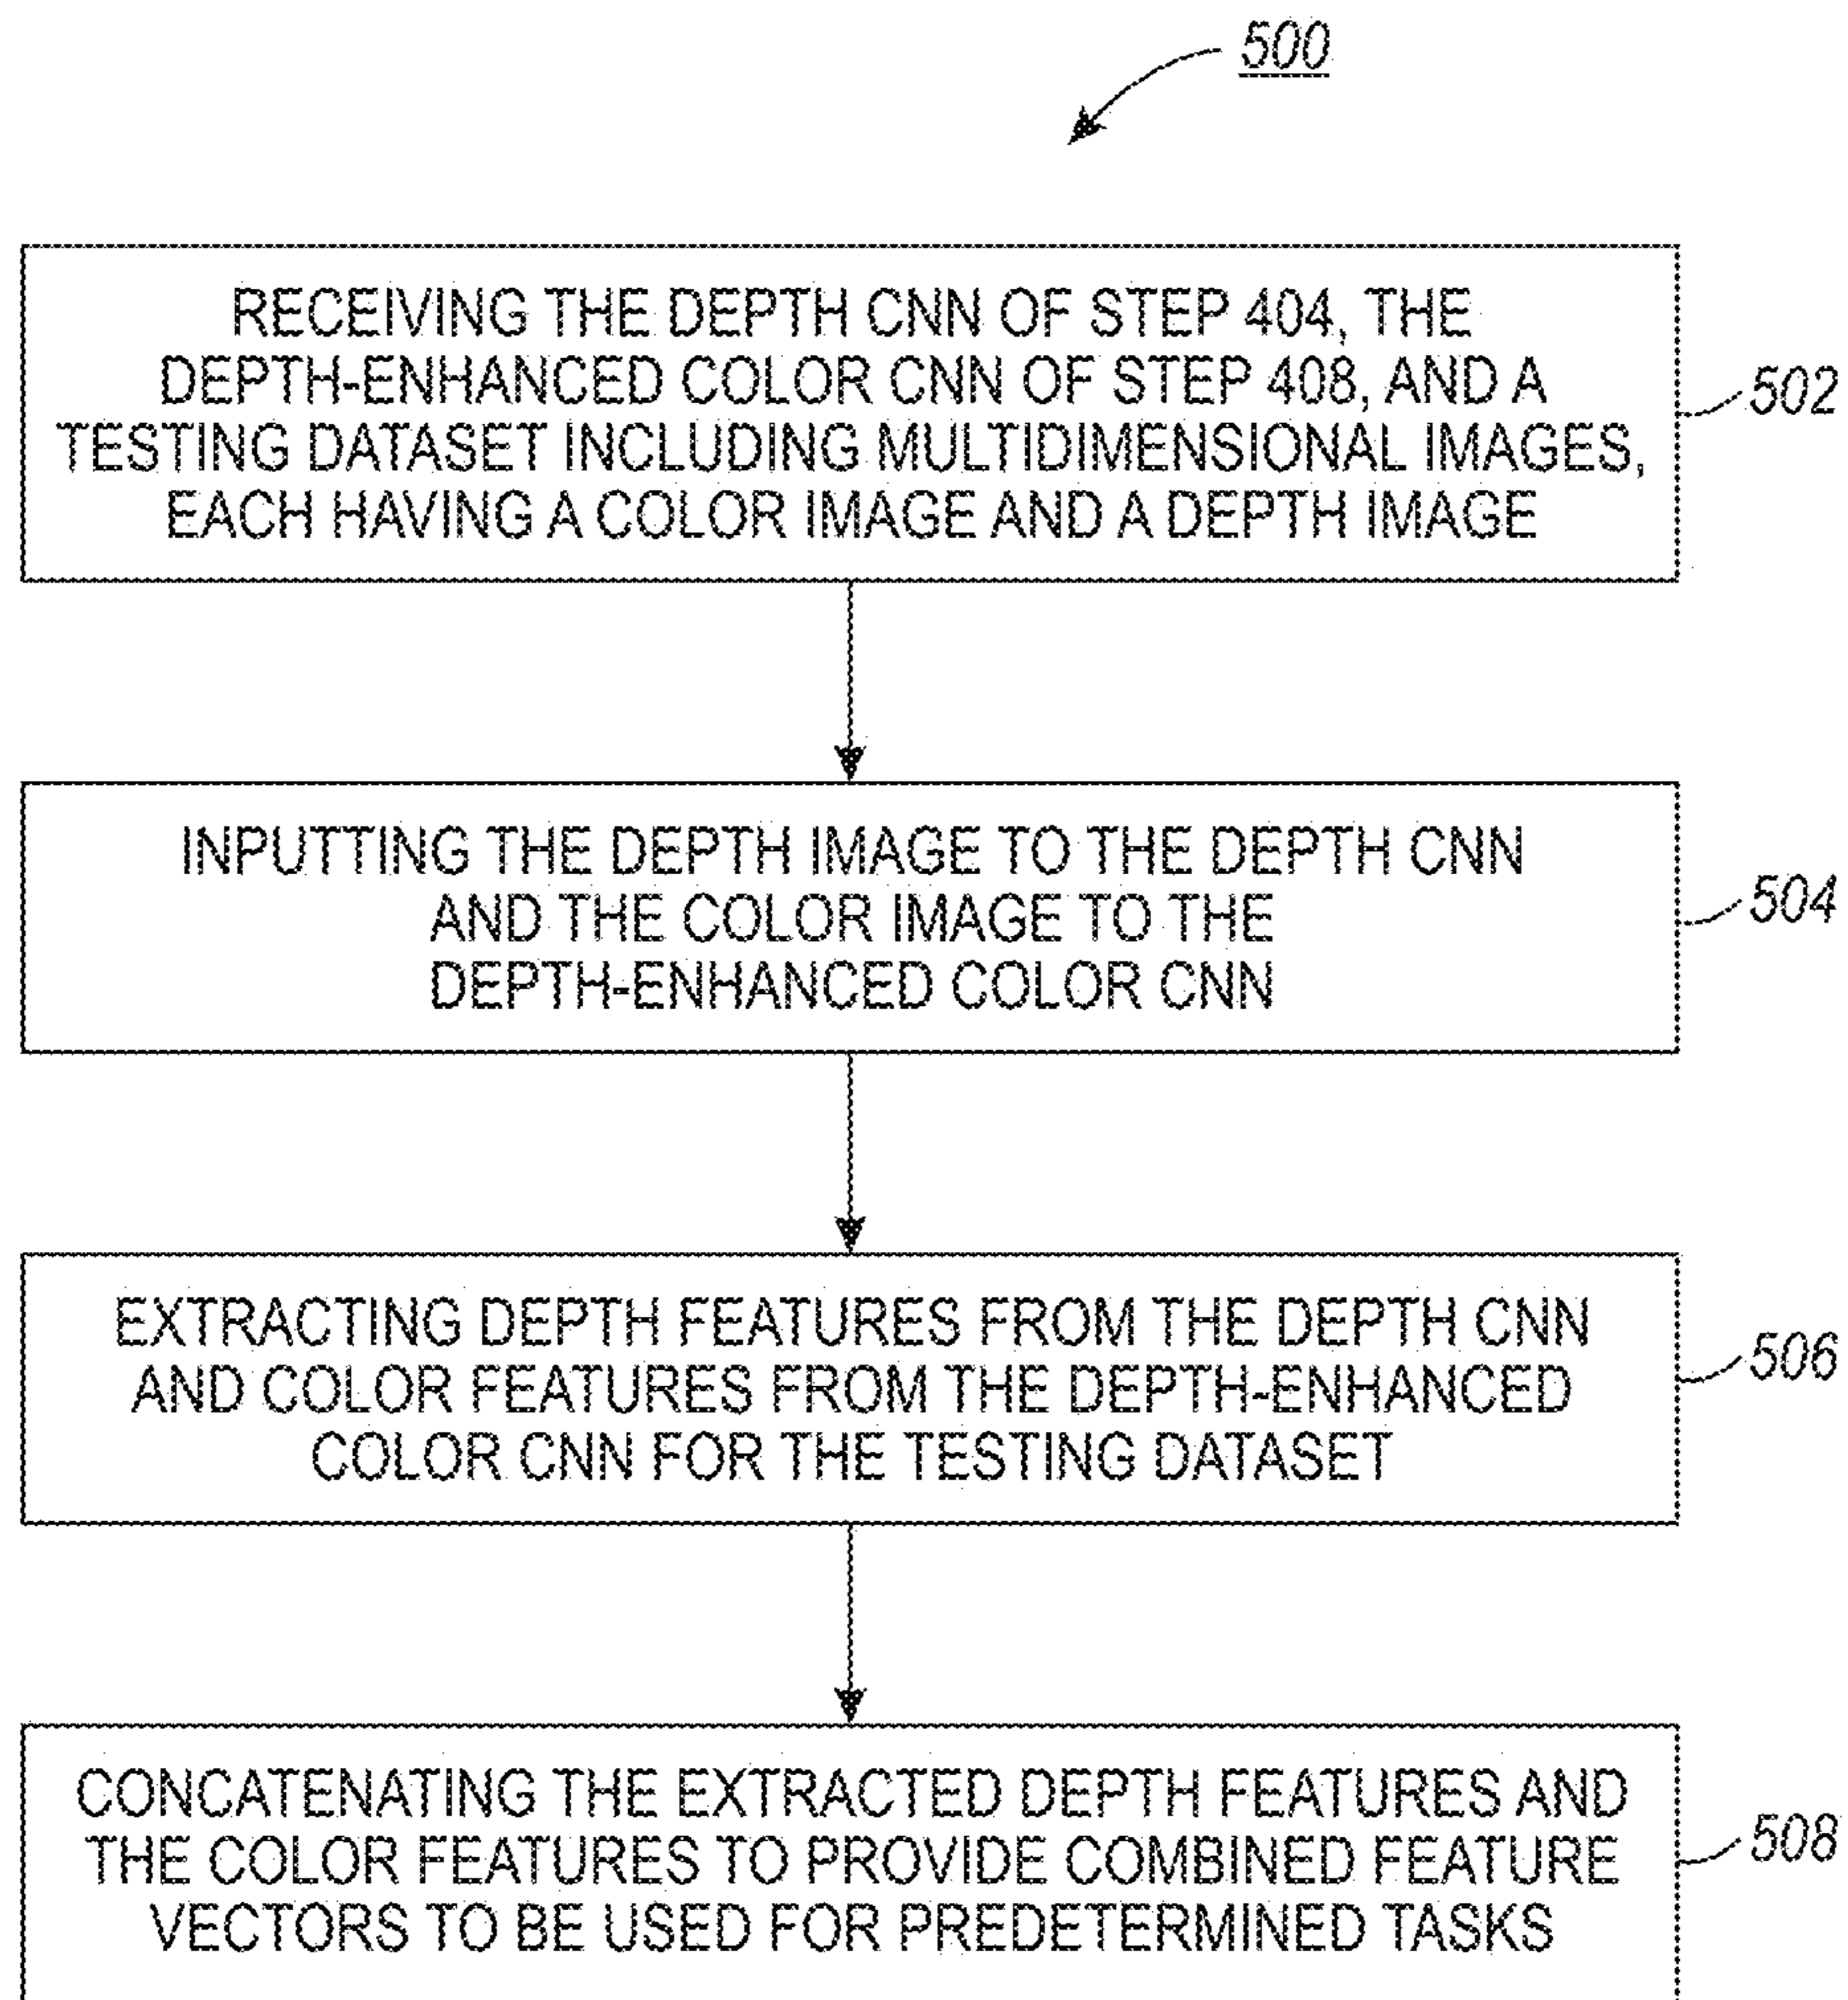 500
RECEIVING THE DEPTH CNN OF STEP 404, THE
DEPTH-ENHANCED COLOR CNN OF STEP 408, AND A
TESTING DATASET INCLUDING MULTIDIMENSIONAL IMAGES,
EACH HAVING A COLOR IMAGE AND A DEPTH IMAGE
502
INPUTTING THE DEPTH IMAGE TO THE DEPTH CNN
AND THE COLOR IMAGE TO THE
DEPTH-ENHANCED COLOR CNN
504
EXTRACTING DEPTH FEATURES FROM THE DEPTH CNN
AND COLOR FEATURES FROM THE DEPTH-ENHANCED
COLOR CNN FOR THE TESTING DATASET
506
CONCATENATING THE EXTRACTED DEPTH FEATURES AND
THE COLOR FEATURES TO PROVIDE COMBINED FEATURE
VECTORS TO BE USED FOR PREDETERMINED TASKS
508